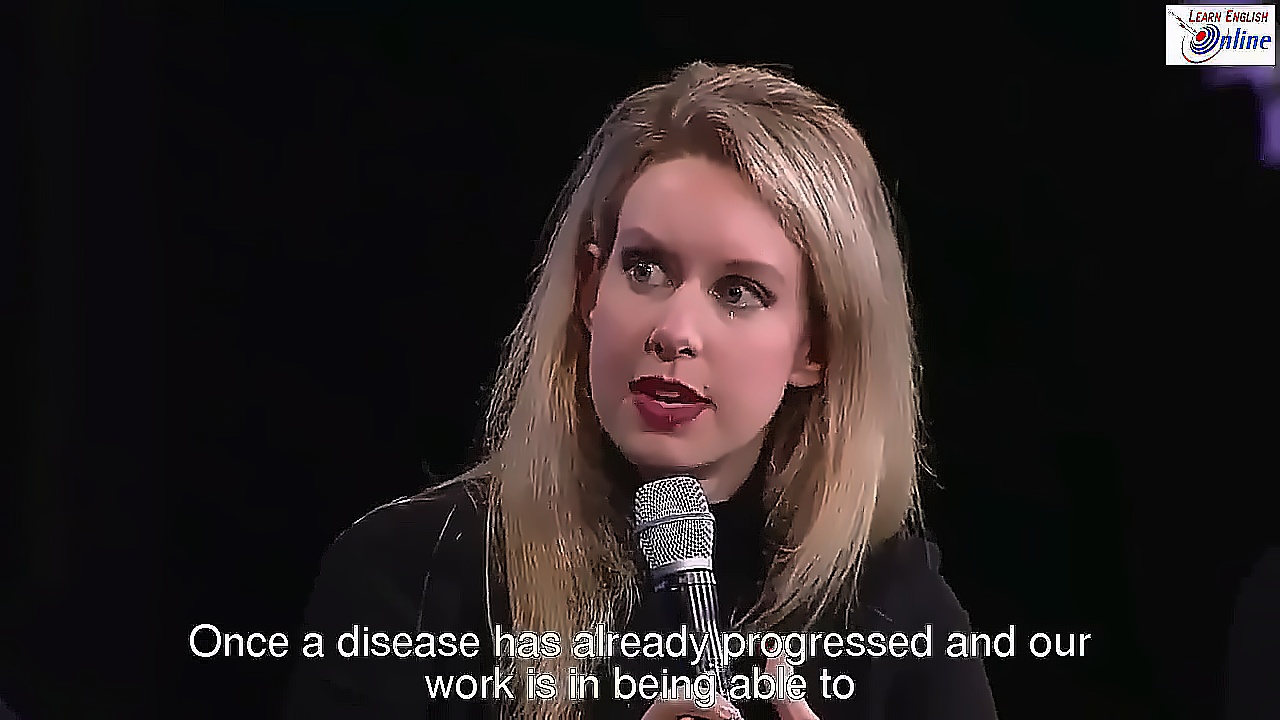 LEARN ENGLISH
Online
Once a disease has already progressed and our
work is in being able to